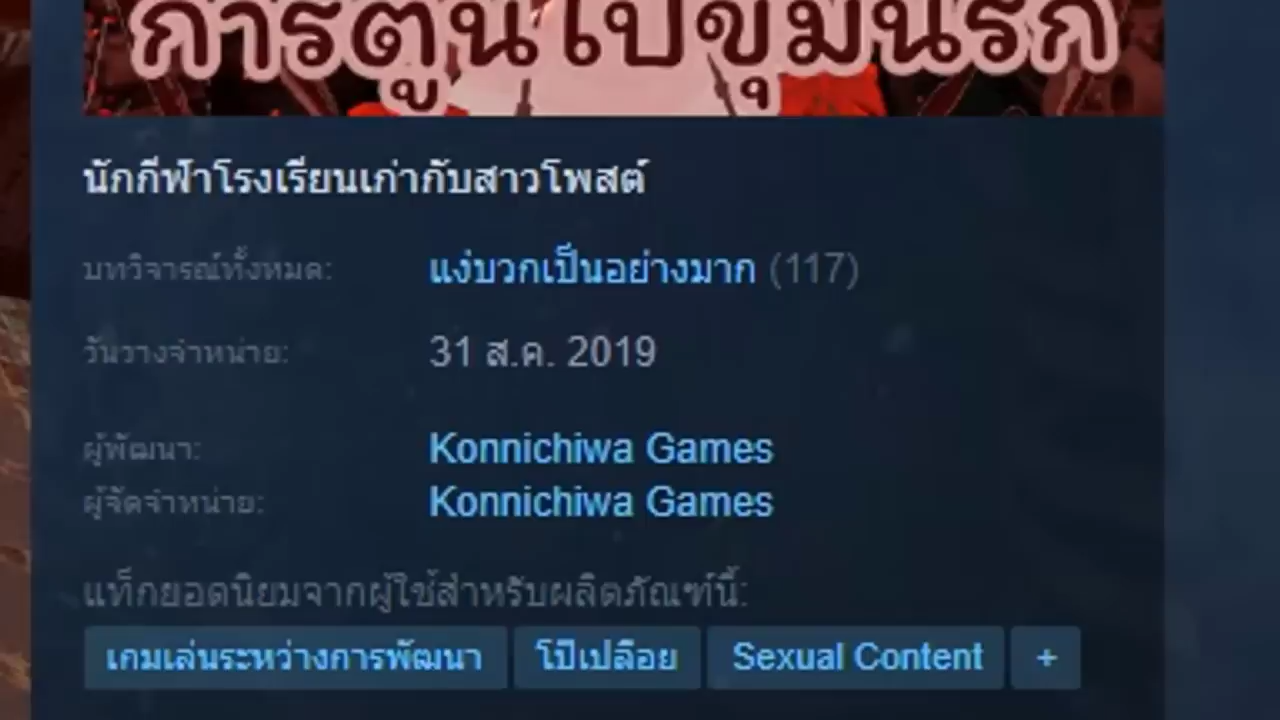 การ์ตูนไปขุมนรก
นักกีฬาโรงเรียนเก่ากับสาวโพสต์
บทวิจารณ์ทั้งหมด: แง่บวกเป็นอย่างมาก (117)
วันวางจำหน่าย: 31 ส.ค. 2019
ผู้พัฒนา: Konnichiwa Games
ผู้จัดจำหน่าย: Konnichiwa Games
แท็กยอดนิยมจากผู้ใช้สำหรับผลิตภัณฑ์นี้:
เกมเล่นระหว่างการพัฒนา โป๊เปลือย Sexual Content +